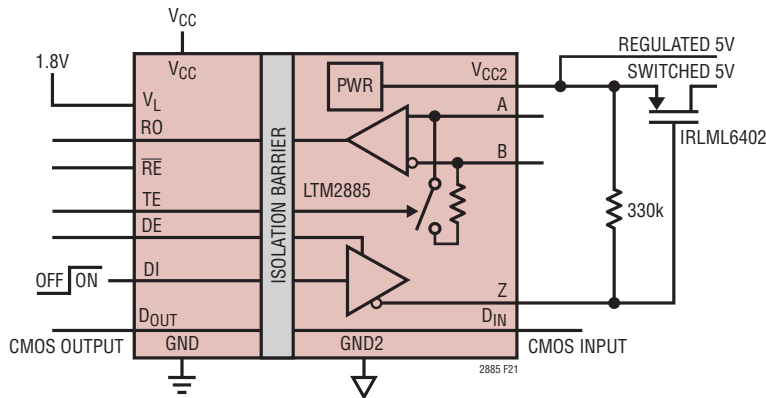 VCC
1.8V
VCC
VL
RO
RE
TE
DE
DI
OFF ON
DOUT
CMOS OUTPUT
GND
ISOLATION BARRIER
PWR
LTM2885
VCC2
A
B
Z
DIN
GND2
CMOS INPUT
REGULATED 5V
SWITCHED 5V
IRLML6402
330k
2885 F21